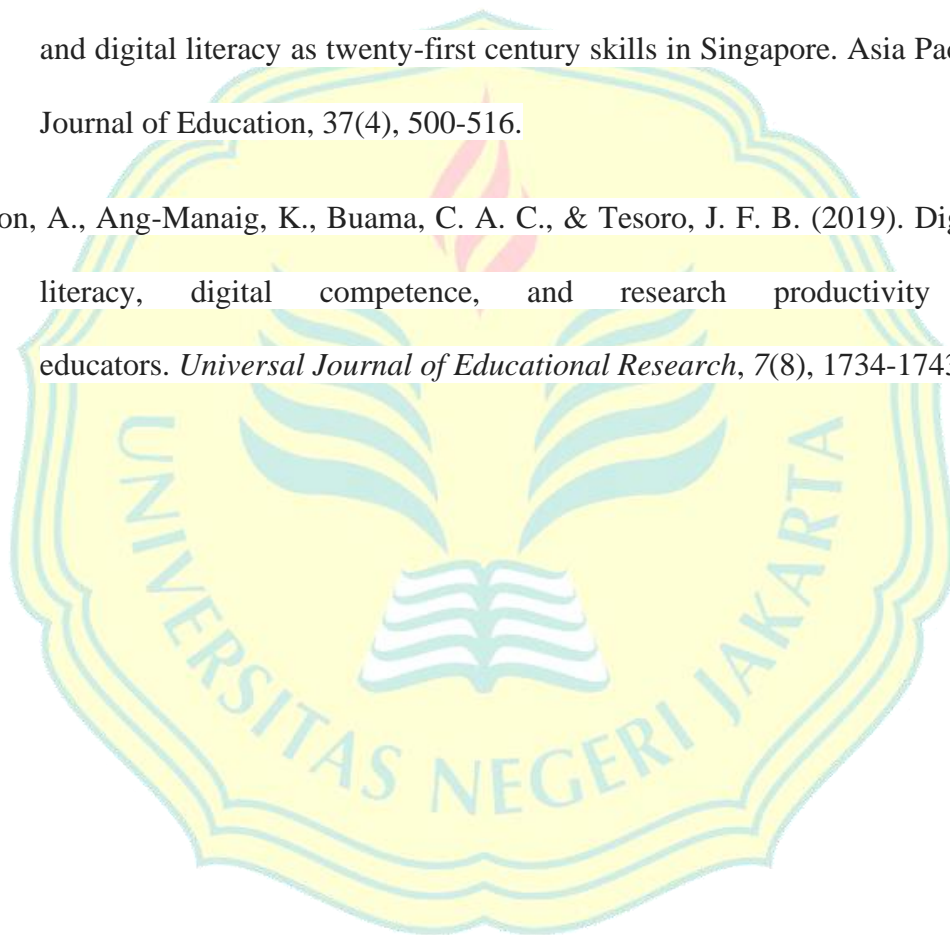 and digital literacy as twenty-first century skills in Singapore. Asia Pac
Journal of Education, 37(4), 500-516.
on, A., Ang-Manaig, K., Buama, C. A. C., & Tesoro, J. F. B. (2019). Dig
literacy, digital competence, and research productivity
educators. Universal Journal of Educational Research, 7(8), 1734-1743
UNIVERSITAS NEGERI JAKARTA